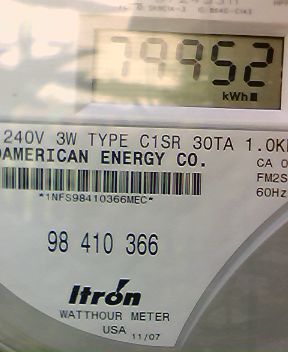 79952
kWh
240V 3W TYPE C1SR 30TA 1.0K
AMERICAN ENERGY CO.
CA 0
FM2S
60Hz
*1NFS98410366MEC*
98 410 366
Itron
WATTHOUR METER
USA 11/07